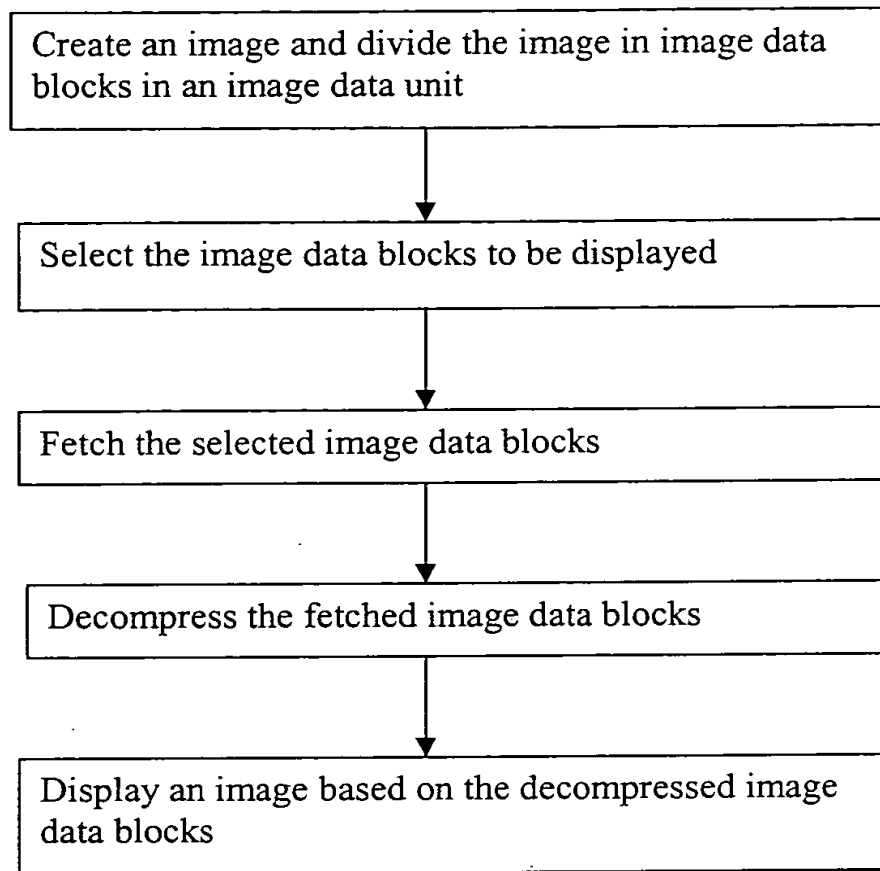 Create an image and divide the image in image data
blocks in an image data unit
Select the image data blocks to be displayed
Fetch the selected image data blocks
Decompress the fetched image data blocks
Display an image based on the decompressed image
data blocks